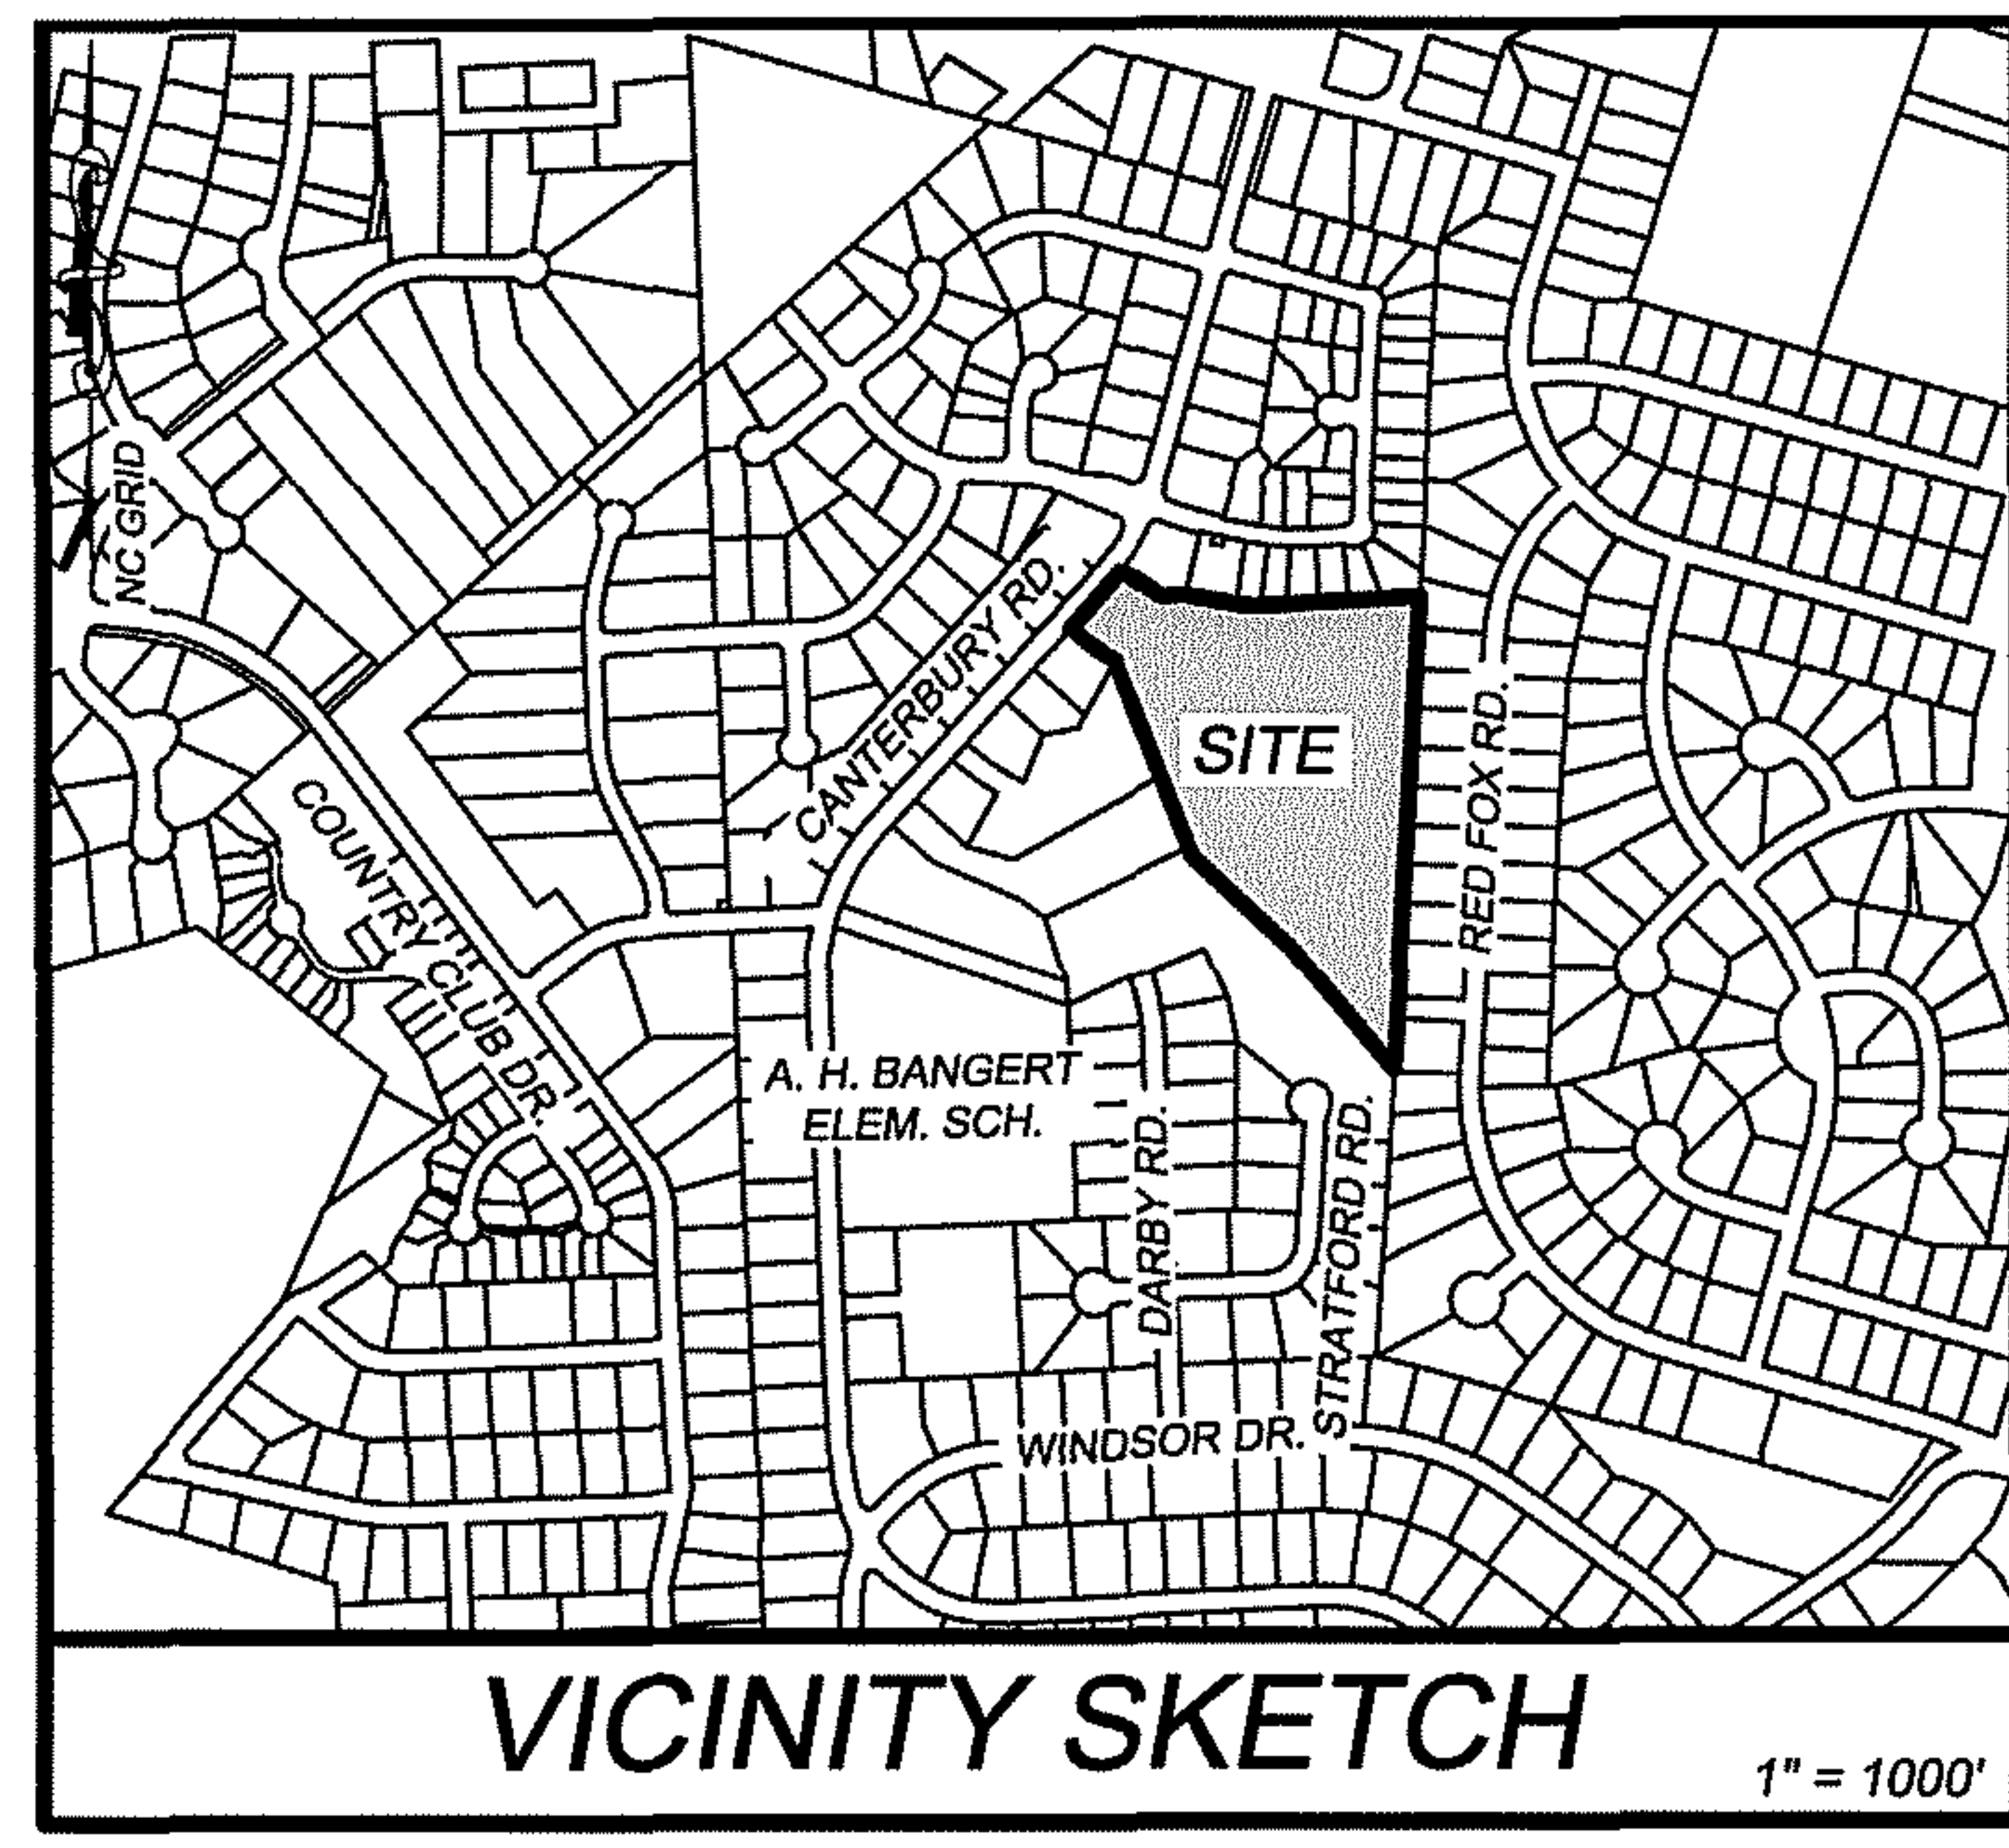 NC GRID
CANTERBURY RD.
SITE
RED FOX RD.
COUNTRY CLUB DR.
A. H. BANGERT
ELEM. SCH.
DARBY RD.
STRATFORD RD.
WINDSOR DR.
VICINITY SKETCH
1" = 1000'